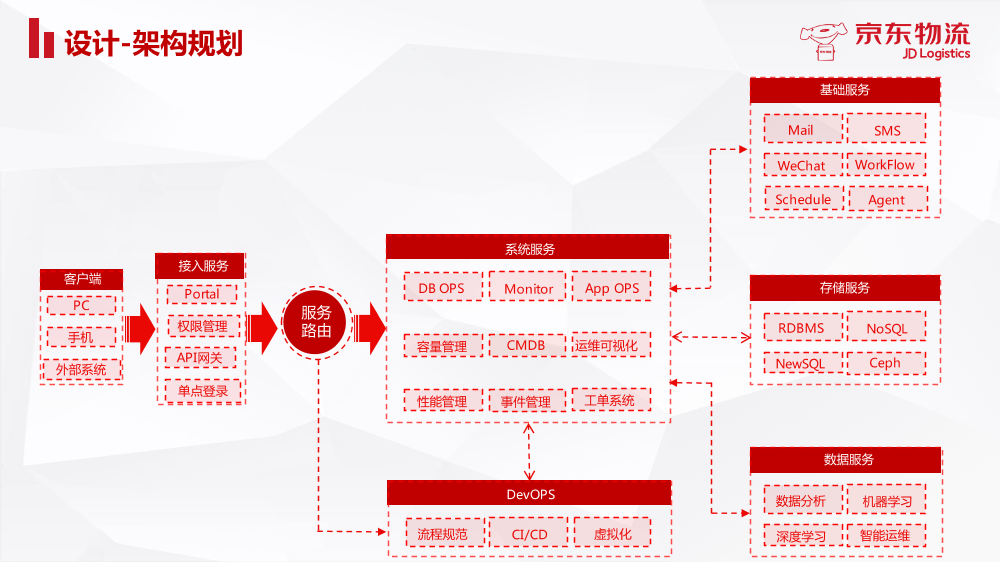 设计-架构规划
京东物流
JD Logistics
客户端
PC
手机
外部系统
接入服务
Portal
权限管理
API网关
单点登录
服务
路由
系统服务
DB OPS
Monitor
App OPS
容量管理
CMDB
运维可视化
性能管理
事件管理
工单系统
DevOPS
流程规范
CI/CD
虚拟化
基础服务
Mail
SMS
WeChat
WorkFlow
Schedule
Agent
存储服务
RDBMS
NoSQL
NewSQL
Ceph
数据服务
数据分析
机器学习
深度学习
智能运维